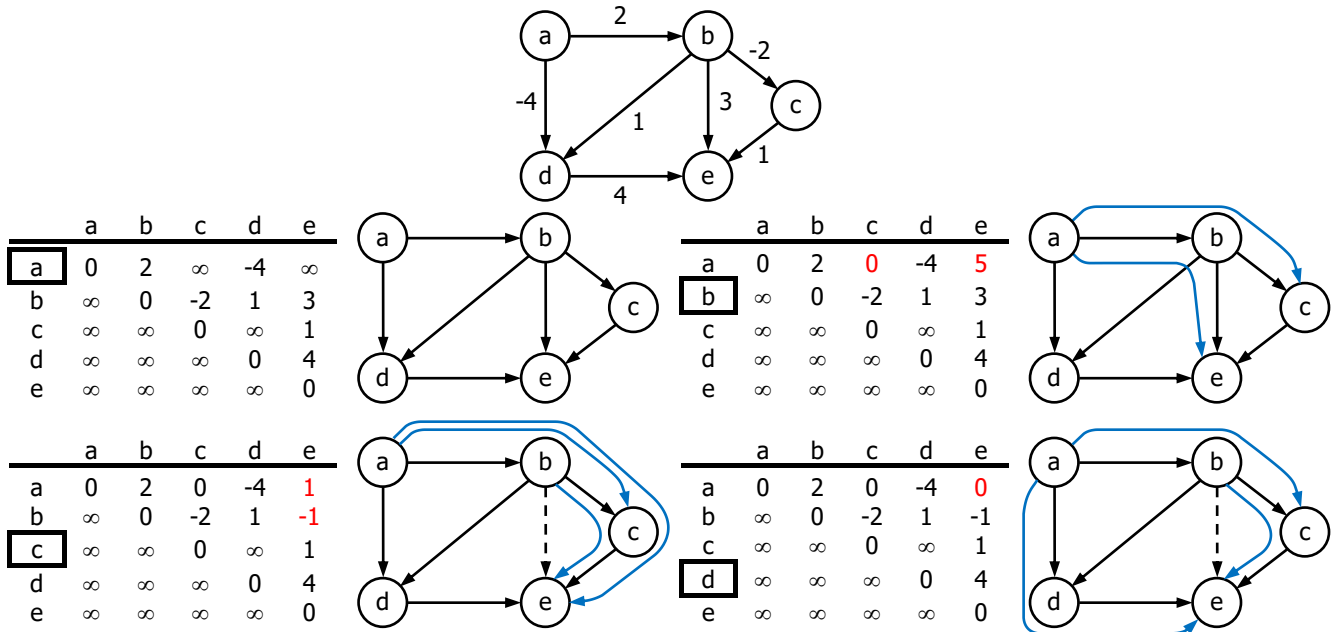 2
a b
-2
-4 3 c
1
1
d e
4
a b c d e
a 0 2 ∞ -4 ∞
b ∞ 0 -2 1 3
c ∞ ∞ 0 ∞ 1
d ∞ ∞ ∞ 0 4
e ∞ ∞ ∞ ∞ 0
a b
c
d e
a b c d e
a 0 2 0 -4 5
b ∞ 0 -2 1 3
c ∞ ∞ 0 ∞ 1
d ∞ ∞ ∞ 0 4
e ∞ ∞ ∞ ∞ 0
a b
c
d e
a b c d e
a 0 2 0 -4 1
b ∞ 0 -2 1 -1
c ∞ ∞ 0 ∞ 1
d ∞ ∞ ∞ 0 4
e ∞ ∞ ∞ ∞ 0
a b
c
d e
a b c d e
a 0 2 0 -4 0
b ∞ 0 -2 1 -1
c ∞ ∞ 0 ∞ 1
d ∞ ∞ ∞ 0 4
e ∞ ∞ ∞ ∞ 0
a b
c
d e